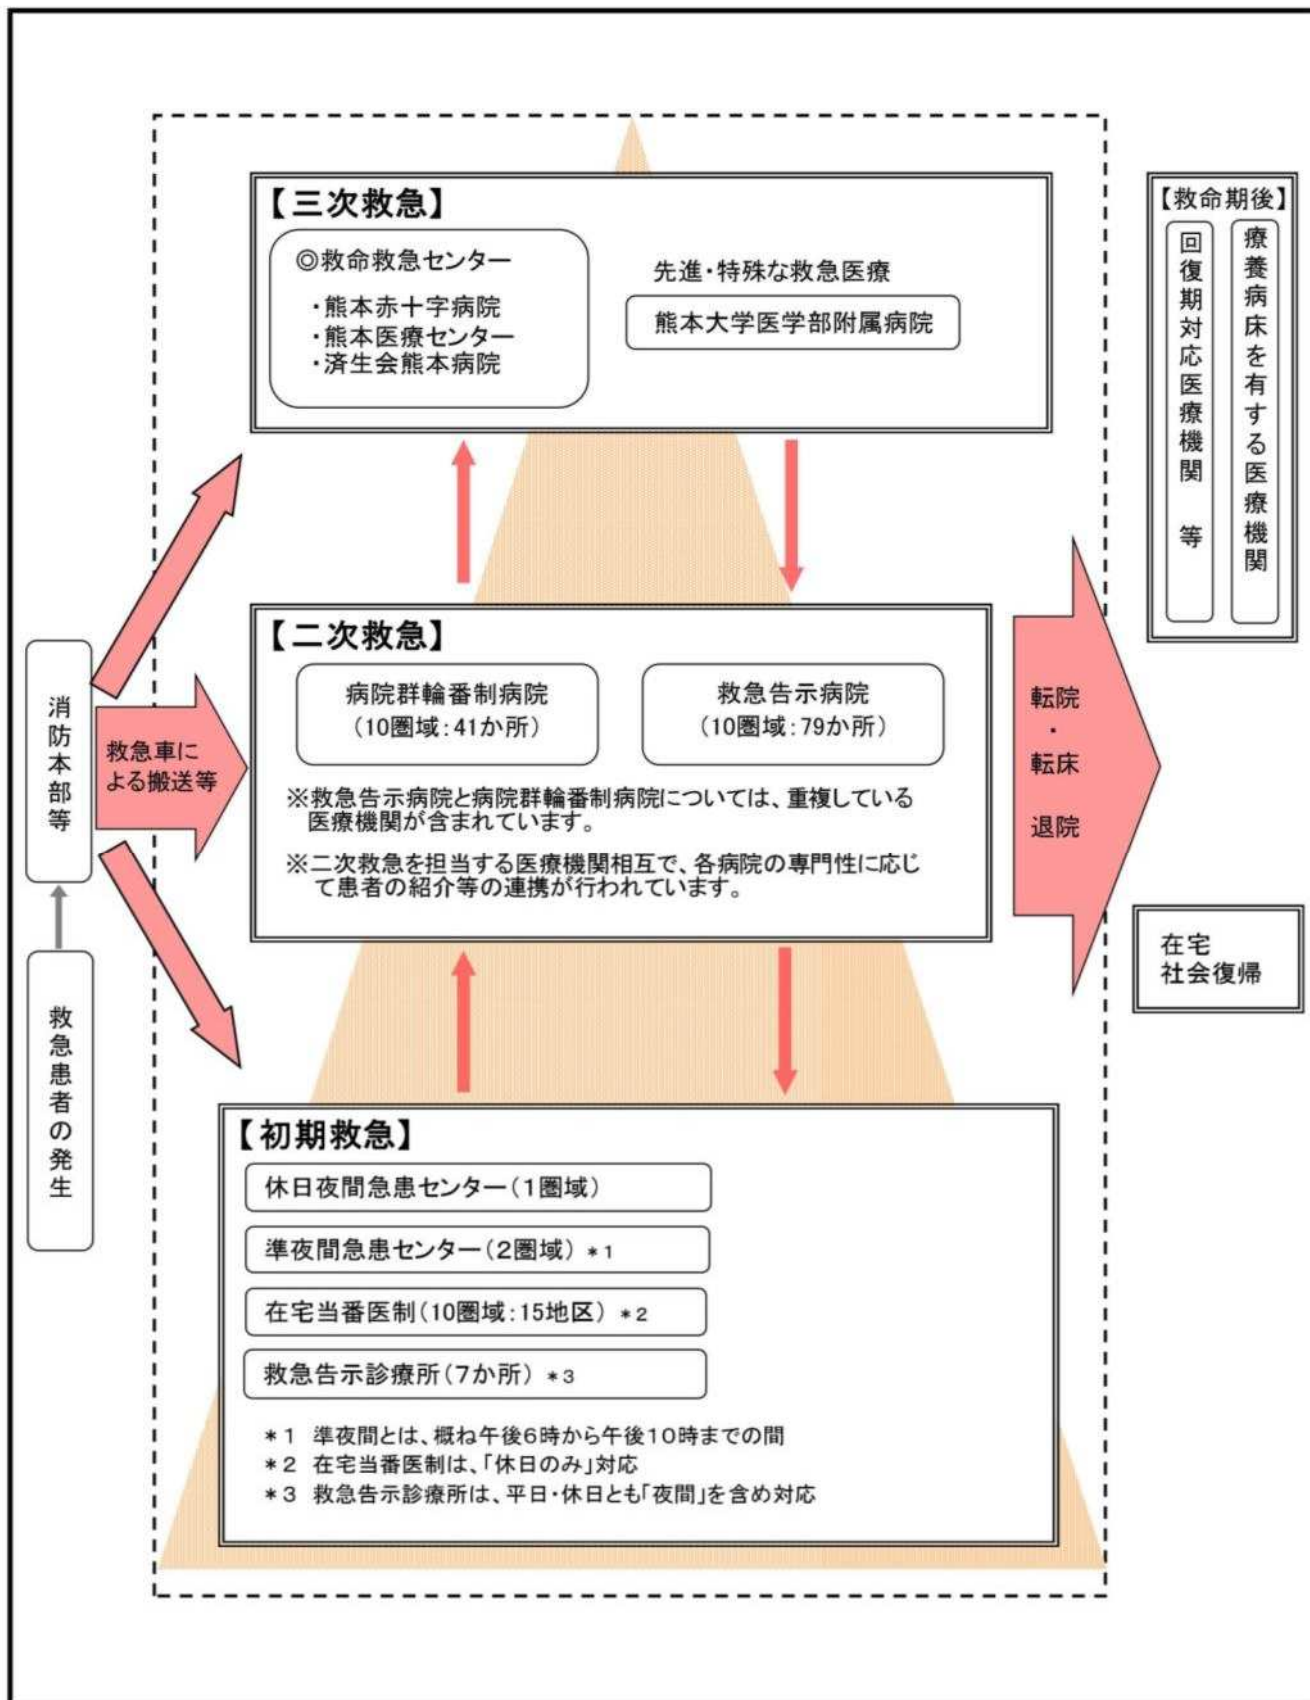 【三次救急】
◎救命救急センター
・熊本赤十字病院
・熊本医療センター
・済生会熊本病院
先進・特殊な救急医療
熊本大学医学部附属病院
【救命期後】
療養病床を有する医療機関
回復期対応医療機関 等
【二次救急】
病院群輪番制病院
(10圏域:41か所)
救急告示病院
(10圏域:79か所)
※救急告示病院と病院群輪番制病院については、重複している
医療機関が含まれています。
※二次救急を担当する医療機関相互で、各病院の専門性に応じ
て患者の紹介等の連携が行われています。
消防本部等
救急車に
よる搬送等
救急患者の発生
転院
・
転床
退院
在宅
社会復帰
【初期救急】
休日夜間急患センター(1圏域)
準夜間急患センター(2圏域) *1
在宅当番医制(10圏域:15地区) *2
救急告示診療所(7か所) *3
*1 準夜間とは、概ね午後6時から午後10時までの間
*2 在宅当番医制は、「休日のみ」対応
*3 救急告示診療所は、平日・休日とも「夜間」を含め対応